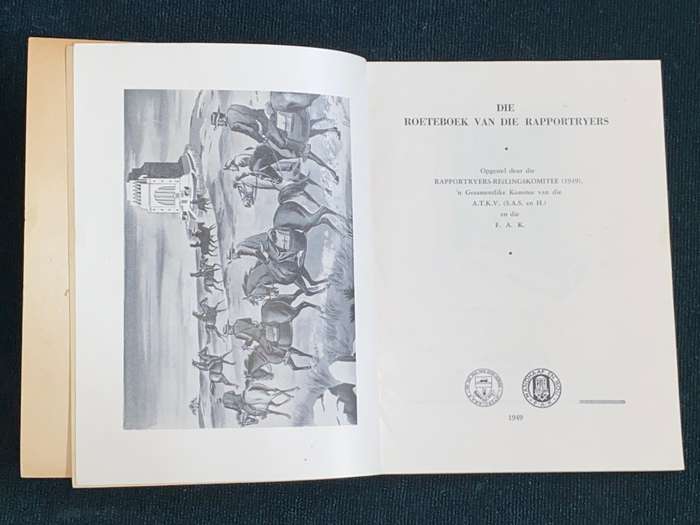 DIE
ROETEBOEK VAN DIE RAPPORTRYERS
Opgestel deur die
RAPPORTRYERS-REëLINGSKOMITEE (1949),
'n Gesamentlike Komitee van die
A.T.K.V. (S.A.S. en H.)
en die
F. A. K.
1949